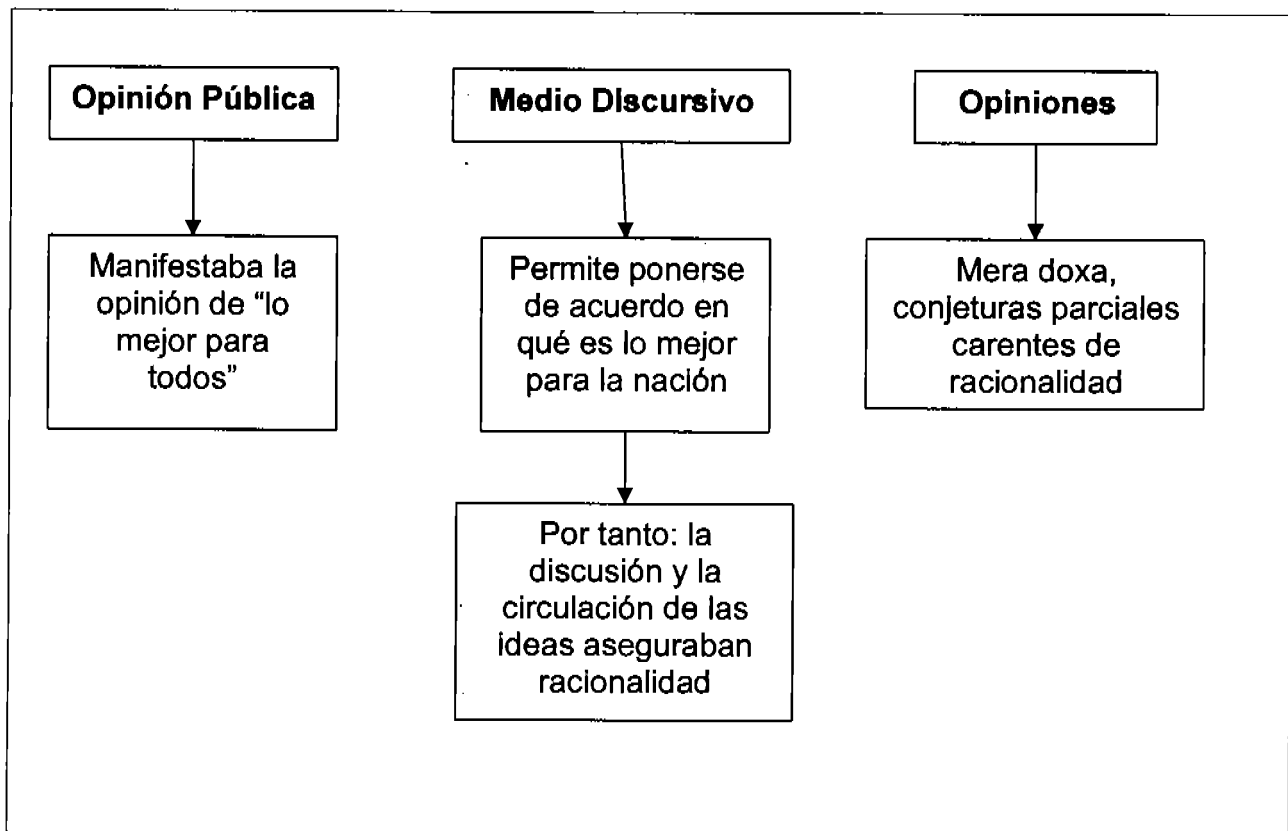 Opinión Pública
Manifestaba la
opinión de “lo
mejor para
todos”
Medio Discursivo
Permite ponerse
de acuerdo en
qué es lo mejor
para la nación
Por tanto: la
discusión y la
circulación de las
ideas aseguraban
racionalidad
Opiniones
Mera doxa,
conjeturas parciales
carentes de
racionalidad